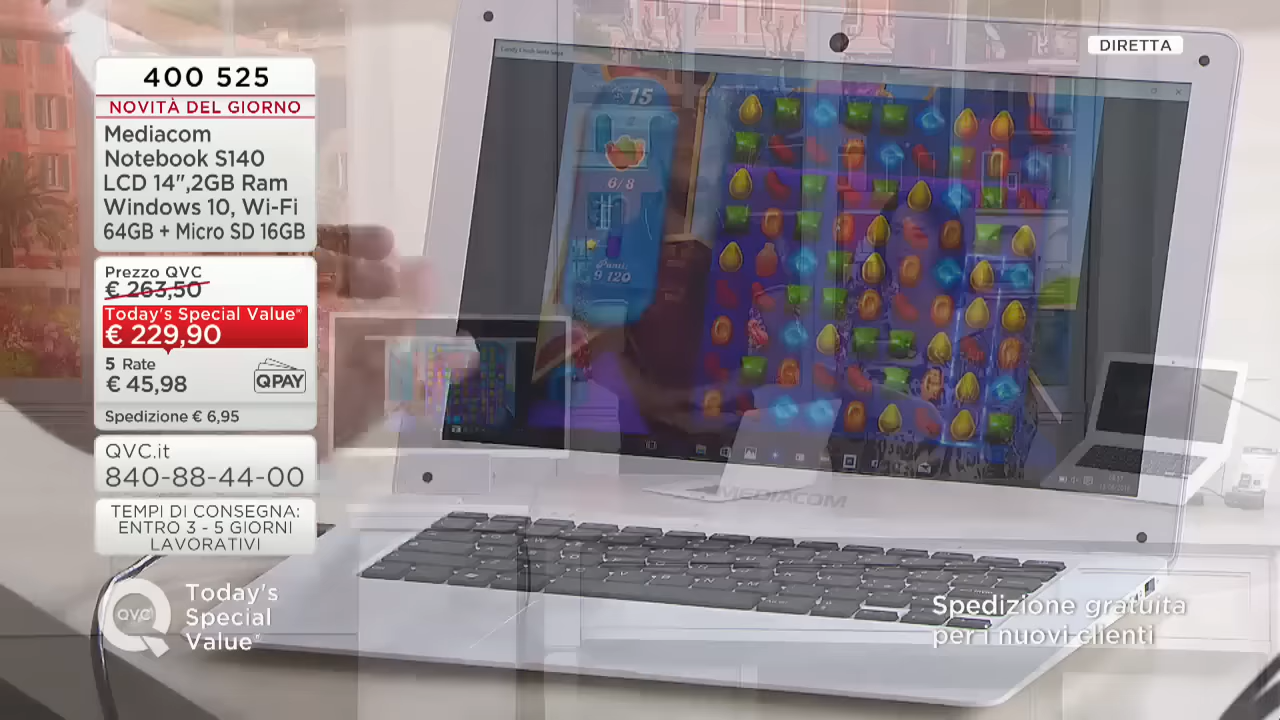 DIRETTA
400 525
NOVITÀ DEL GIORNO
Mediacom
Notebook S140
LCD 14",2GB Ram
Windows 10, Wi-Fi
64GB + Micro SD 16GB
Prezzo QVC
€ 263,50
Today's Special Value
€ 229,90
5 Rate
€ 45,98
QPAY
Spedizione € 6,95
QVC.it
840-88-44-00
TEMPI DI CONSEGNA:
ENTRO 3 - 5 GIORNI
LAVORATIVI
QVC
Today's
Special
Value
15
6/8
Punti:
9 120
MEDIACOM
Spedizione gratuita
per i nuovi clienti